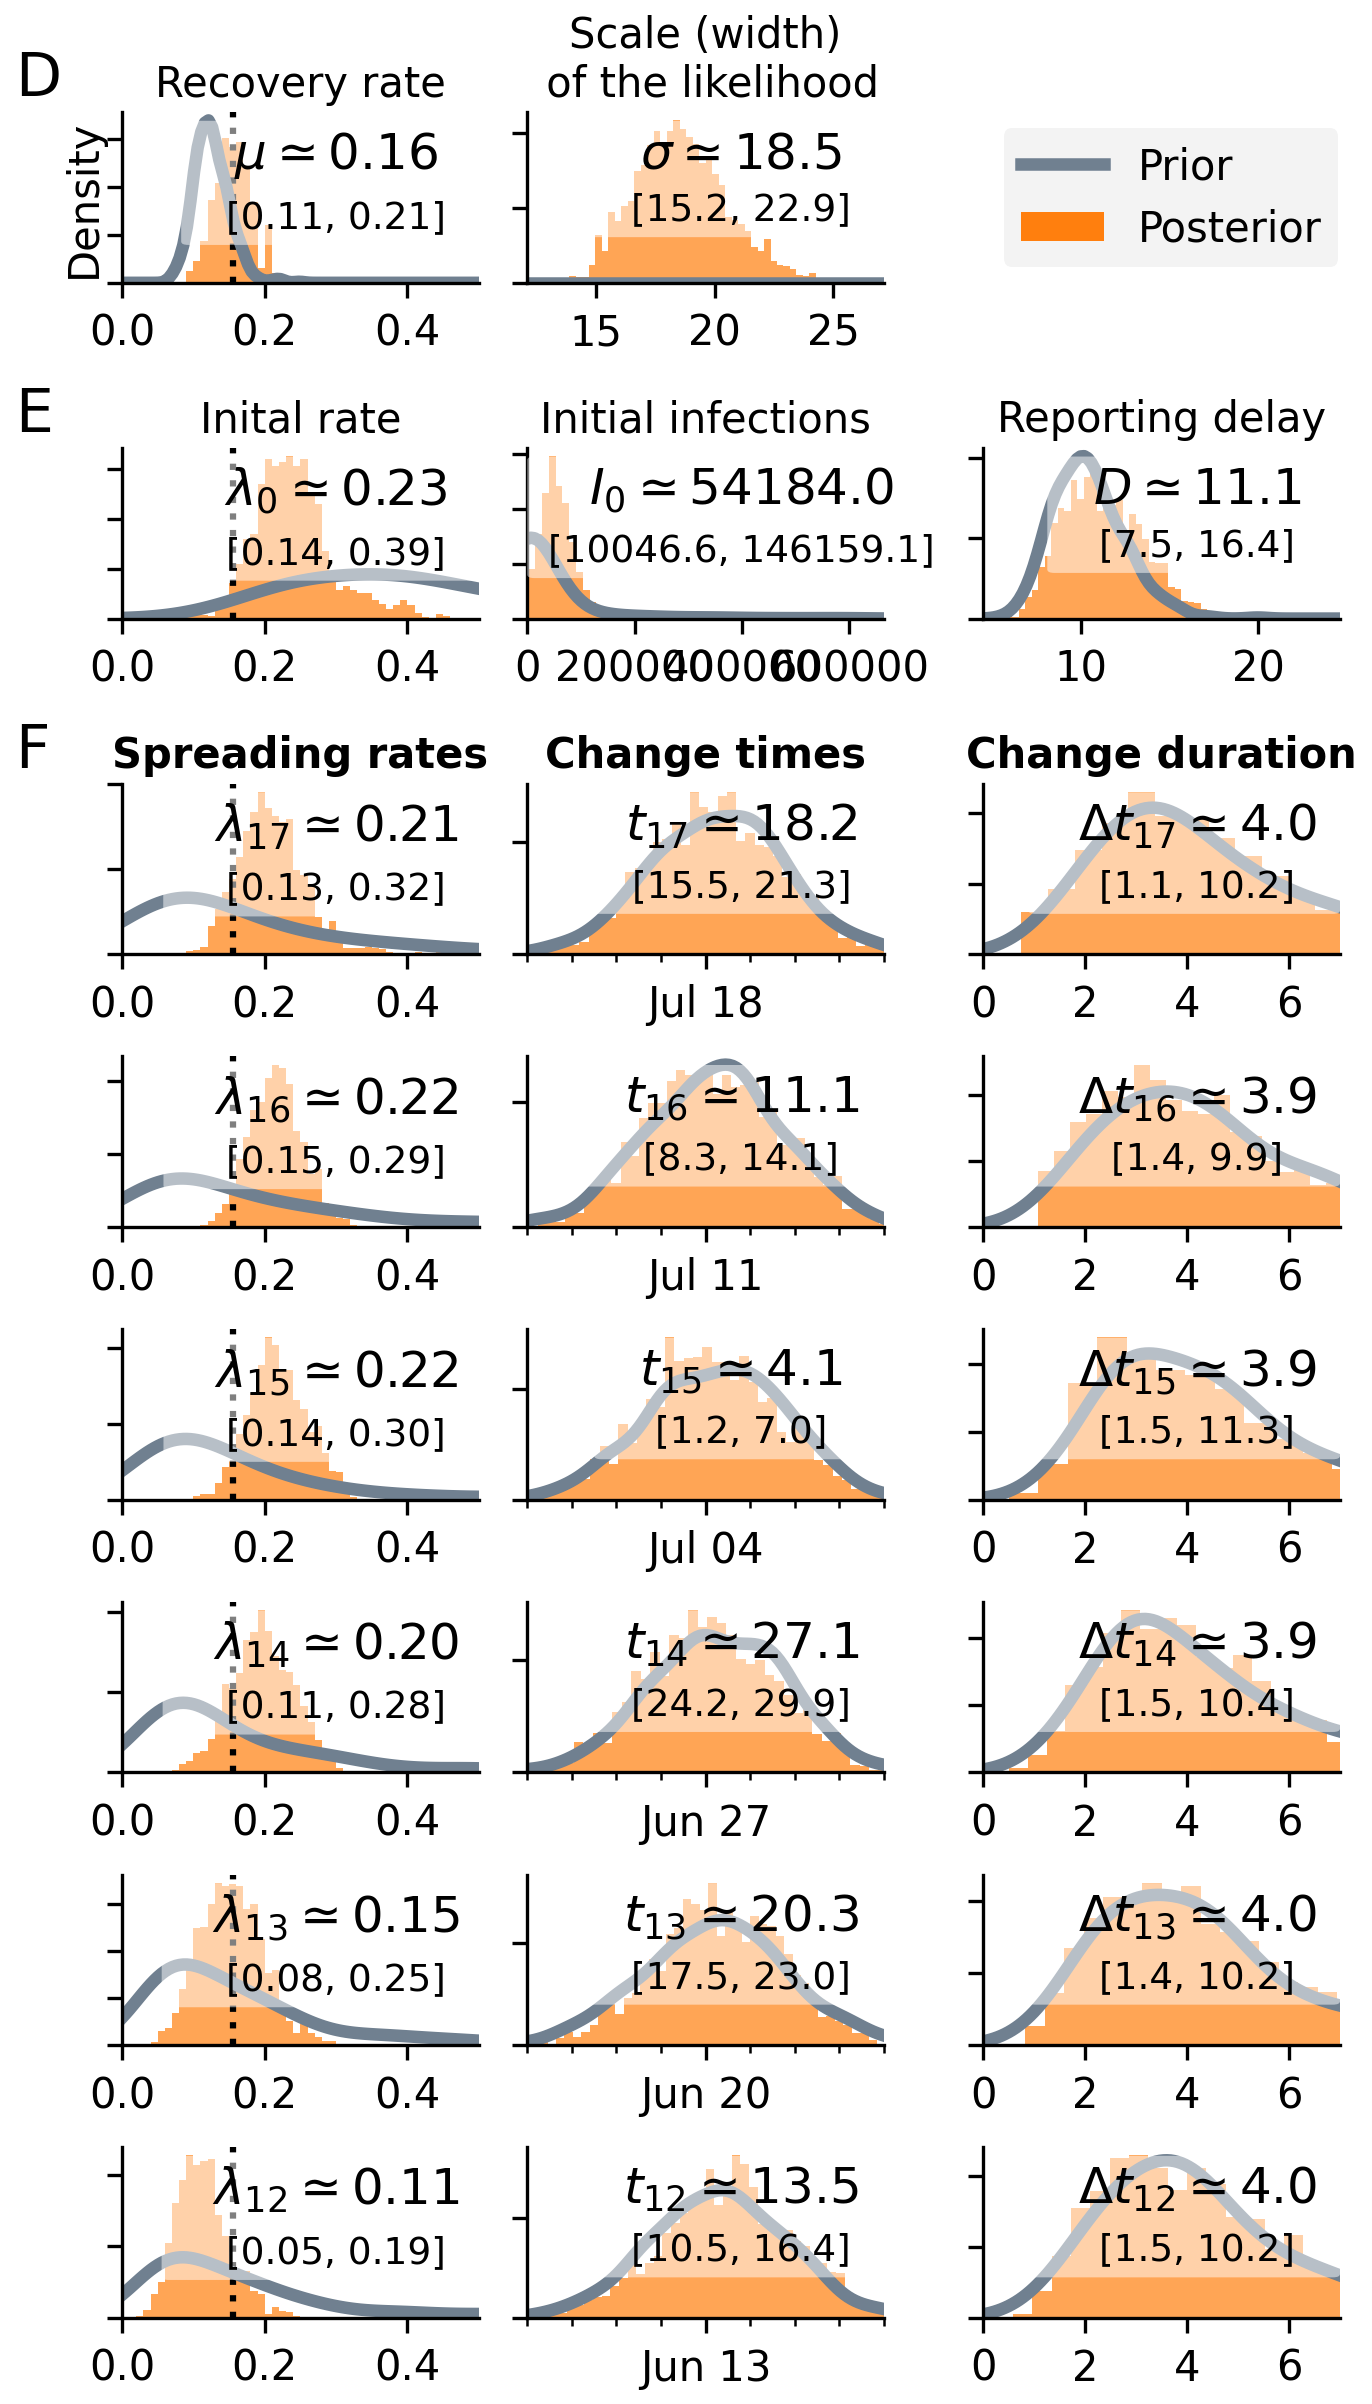 D
Recovery rate
Scale (width)
of the likelihood
Density
μ ≃ 0.16
[0.11, 0.21]
0.0 0.2 0.4
σ ≃ 18.5
[15.2, 22.9]
15 20 25
Prior
Posterior
E
Inital rate
λ0 ≃ 0.23
[0.14, 0.39]
0.0 0.2 0.4
Initial infections
I0 ≃ 54184.0
[10046.6, 146159.1]
0 200000 400000 600000
Reporting delay
D ≃ 11.1
[7.5, 16.4]
10 20
F
Spreading rates
Change times
Change duration
λ17 ≃ 0.21
[0.13, 0.32]
0.0 0.2 0.4
t17 ≃ 18.2
[15.5, 21.3]
Jul 18
Δt17 ≃ 4.0
[1.1, 10.2]
0 2 4 6
λ16 ≃ 0.22
[0.15, 0.29]
0.0 0.2 0.4
t16 ≃ 11.1
[8.3, 14.1]
Jul 11
Δt16 ≃ 3.9
[1.4, 9.9]
0 2 4 6
λ15 ≃ 0.22
[0.14, 0.30]
0.0 0.2 0.4
t15 ≃ 4.1
[1.2, 7.0]
Jul 04
Δt15 ≃ 3.9
[1.5, 11.3]
0 2 4 6
λ14 ≃ 0.20
[0.11, 0.28]
0.0 0.2 0.4
t14 ≃ 27.1
[24.2, 29.9]
Jun 27
Δt14 ≃ 3.9
[1.5, 10.4]
0 2 4 6
λ13 ≃ 0.15
[0.08, 0.25]
0.0 0.2 0.4
t13 ≃ 20.3
[17.5, 23.0]
Jun 20
Δt13 ≃ 4.0
[1.4, 10.2]
0 2 4 6
λ12 ≃ 0.11
[0.05, 0.19]
0.0 0.2 0.4
t12 ≃ 13.5
[10.5, 16.4]
Jun 13
Δt12 ≃ 4.0
[1.5, 10.2]
0 2 4 6